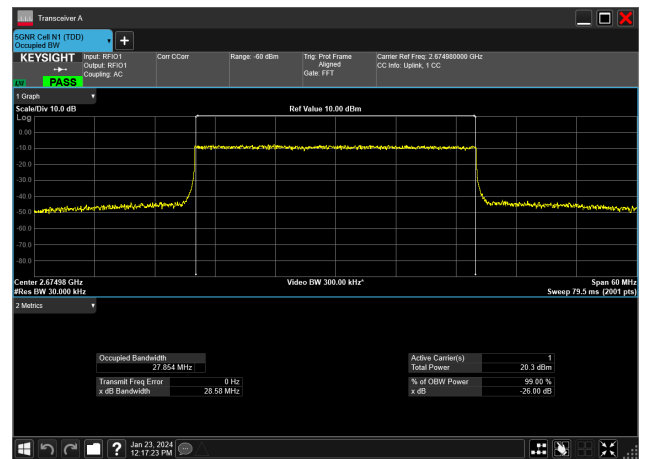 Transceiver A
5GNR Cell N1 (TDD)
Occupied BW
KEYSIGHT
LXI
PASS
Input: RFIO1
Output: RFIO1
Coupling: AC
Corr CCorr
Range: -60 dBm
Trig: Prot Frame
Aligned
Gate: FFT
Carrier Ref Freq: 2.674980000 GHz
CC Info: Uplink, 1 CC
1 Graph
Scale/Div 10.0 dB
Ref Value 10.00 dBm
Log
0.00
-10.0
-20.0
-30.0
-40.0
-50.0
-60.0
-70.0
-80.0
Center 2.67498 GHz
Video BW 300.00 kHz*
Span 60 MHz
#Res BW 30.000 kHz
Sweep 79.5 ms (2001 pts)
2 Metrics
Occupied Bandwidth
27.854 MHz
Active Carrier(s) 1
Total Power 20.3 dBm
Transmit Freq Error 0 Hz
x dB Bandwidth 28.58 MHz
% of OBW Power 99.00 %
x dB -26.00 dB
Jan 23, 2024
12:17:23 PM